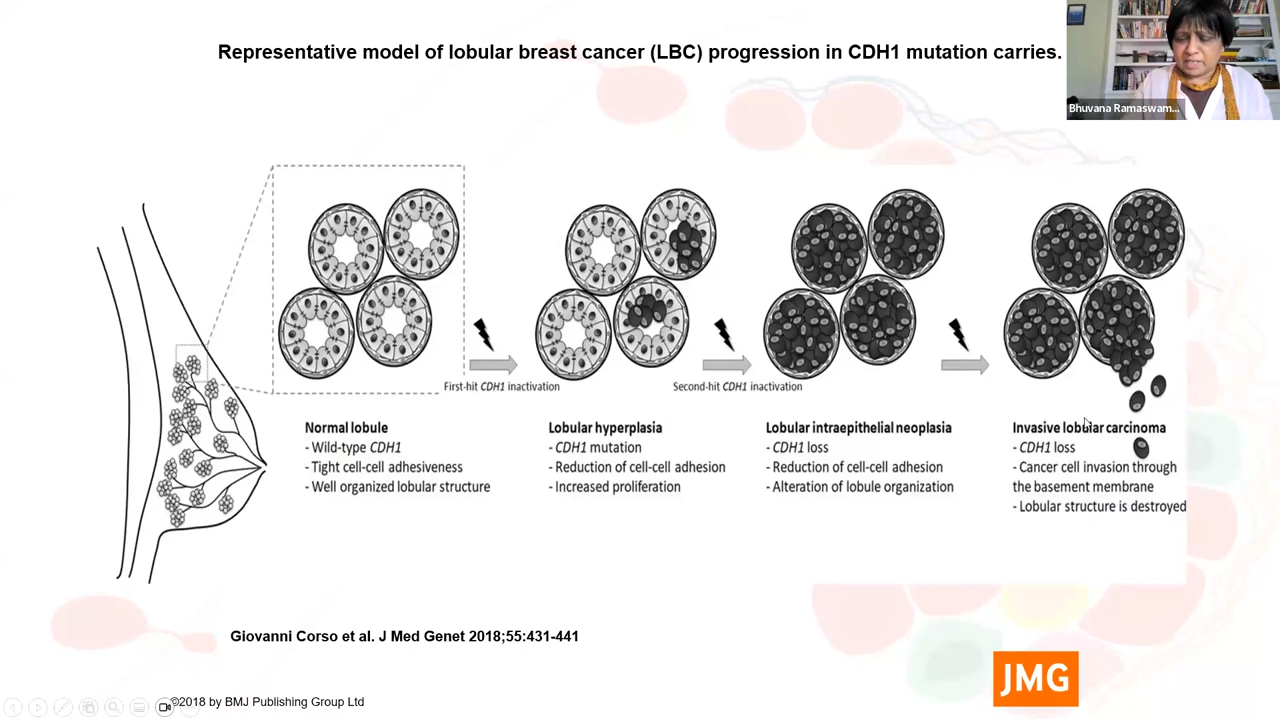 Representative model of lobular breast cancer (LBC) progression in CDH1 mutation carries.
Bhuvana Ramaswam...
First-hit CDH1 inactivation
Second-hit CDH1 inactivation
Normal lobule
- Wild-type CDH1
- Tight cell-cell adhesiveness
- Well organized lobular structure
Lobular hyperplasia
- CDH1 mutation
- Reduction of cell-cell adhesion
- Increased proliferation
Lobular intraepithelial neoplasia
- CDH1 loss
- Reduction of cell-cell adhesion
- Alteration of lobule organization
Invasive lobular carcinoma
- CDH1 loss
- Cancer cell invasion through
the basement membrane
- Lobular structure is destroyed
Giovanni Corso et al. J Med Genet 2018;55:431-441
©2018 by BMJ Publishing Group Ltd
JMG